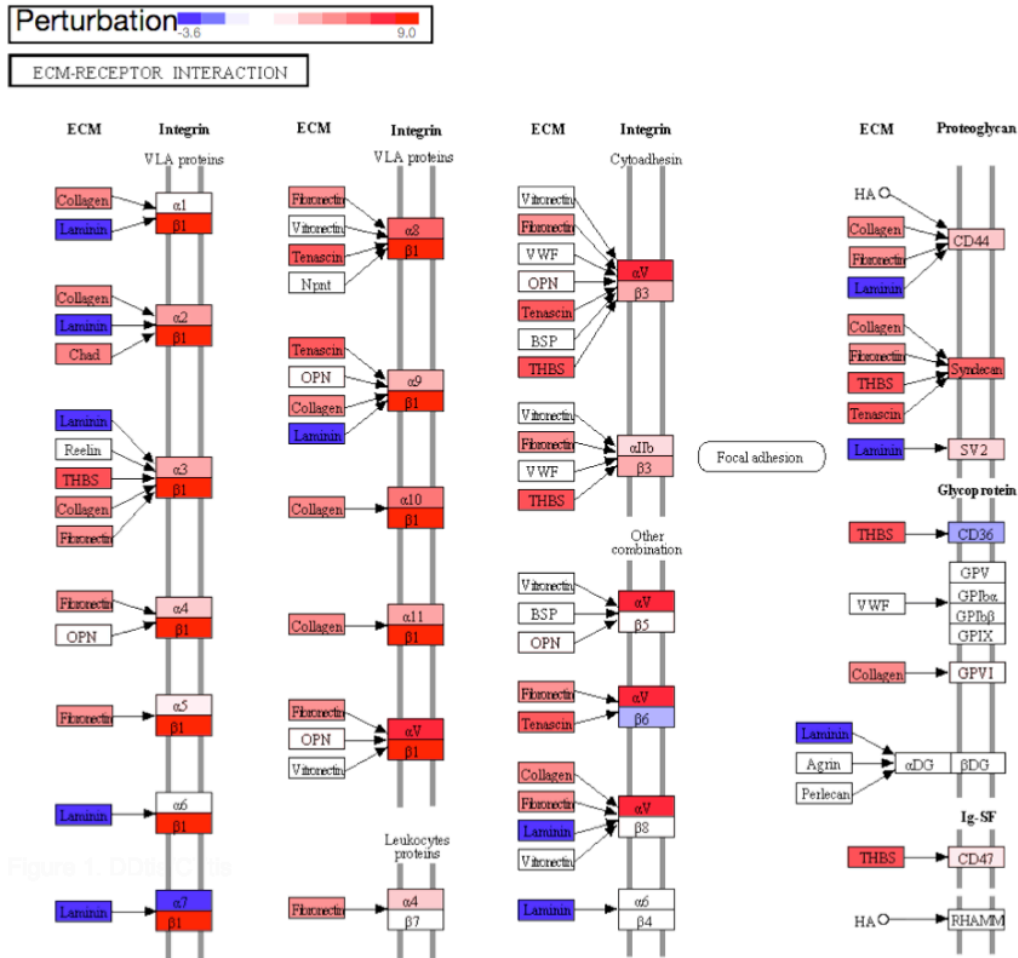 Perturbation
-3.6 9.0
ECM-RECEPTOR INTERACTION
ECM Integrin
VLA proteins
Collagen
Laminin
α1
β1
Collagen
Laminin
Chad
α2
β1
Laminin
Reelin
THBS
Collagen
Fibronectin
α3
β1
Fibronectin
OPN
α4
β1
Fibronectin
α5
β1
Laminin
α6
β1
Laminin
α7
β1
ECM Integrin
VLA proteins
Fibronectin
Vitronectin
Tenascin
Npnt
α8
β1
Tenascin
OPN
Collagen
Laminin
α9
β1
Collagen
α10
β1
Collagen
α11
β1
Fibronectin
OPN
Vitronectin
αV
β1
Leukocytes
proteins
Fibronectin
α4
β7
ECM Integrin
Cytoadhesin
Vitronectin
Fibronectin
VWF
OPN
Tenascin
BSP
THBS
αV
β3
Vitronectin
Fibronectin
VWF
THBS
αIIb
β3
Focal adhesion
Other
combination
Vitronectin
BSP
OPN
αV
β5
Fibronectin
Tenascin
αV
β6
Collagen
Fibronectin
Laminin
Vitronectin
αV
β8
Laminin
α6
β4
ECM Proteoglycan
HA
Collagen
Fibronectin
Laminin
CD44
Collagen
Fibronectin
THBS
Tenascin
Syndecan
Laminin
SV2
Glycoprotein
THBS
CD36
VWF
GPV
GPIbα
GPIbβ
GPIX
Collagen
GPVI
Laminin
Agrin
Perlecan
αDG βDG
Ig-SF
THBS
CD47
HA
RHAMM
Figure 1.